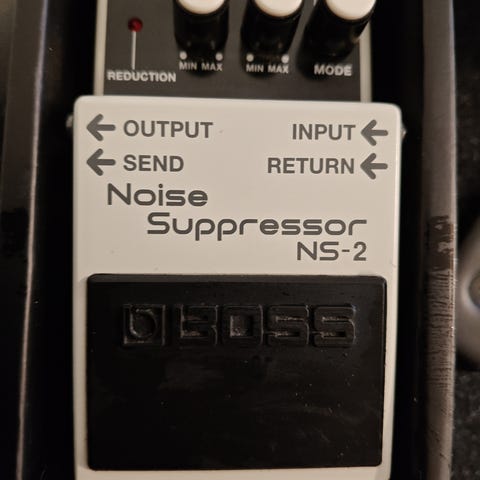 REDUCTION MIN MAX MIN MAX MODE
OUTPUT INPUT
SEND RETURN
Noise
Suppressor
NS-2
BOSS